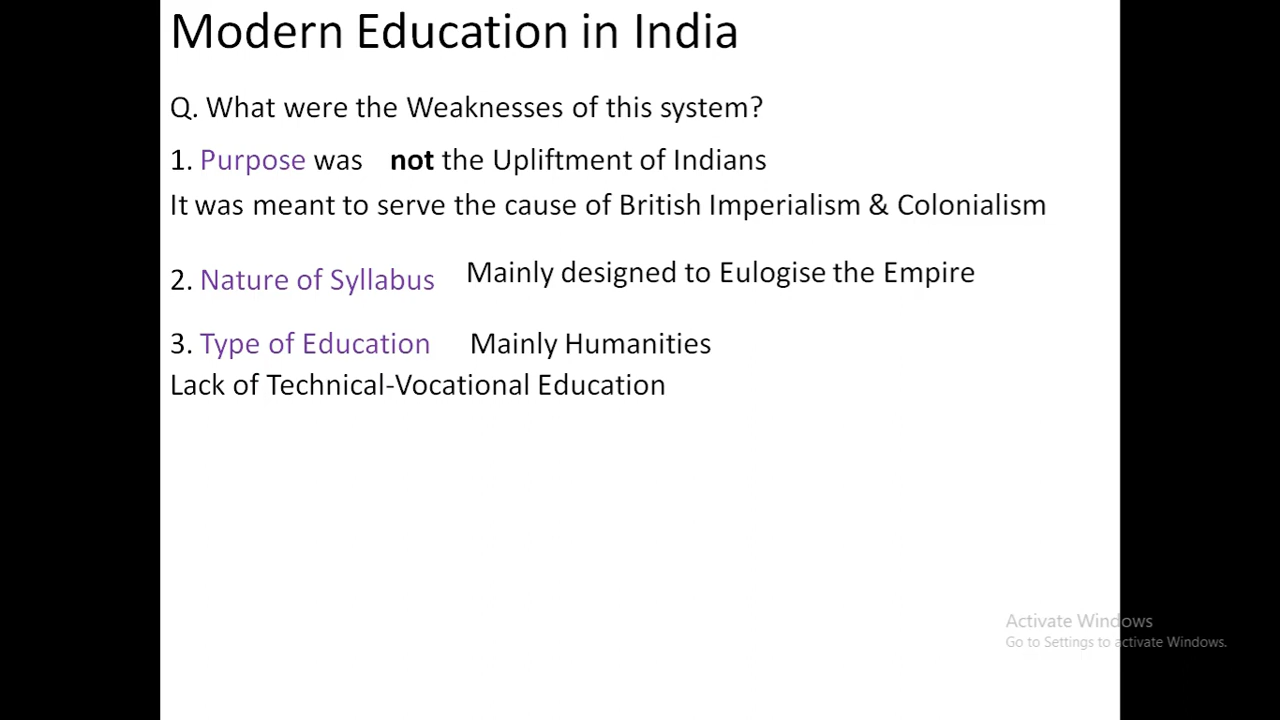 Modern Education in India
Q. What were the Weaknesses of this system?
1. Purpose was not the Upliftment of Indians
It was meant to serve the cause of British Imperialism & Colonialism
2. Nature of Syllabus Mainly designed to Eulogise the Empire
3. Type of Education Mainly Humanities
Lack of Technical-Vocational Education
Activate Windows
Go to Settings to activate Windows.